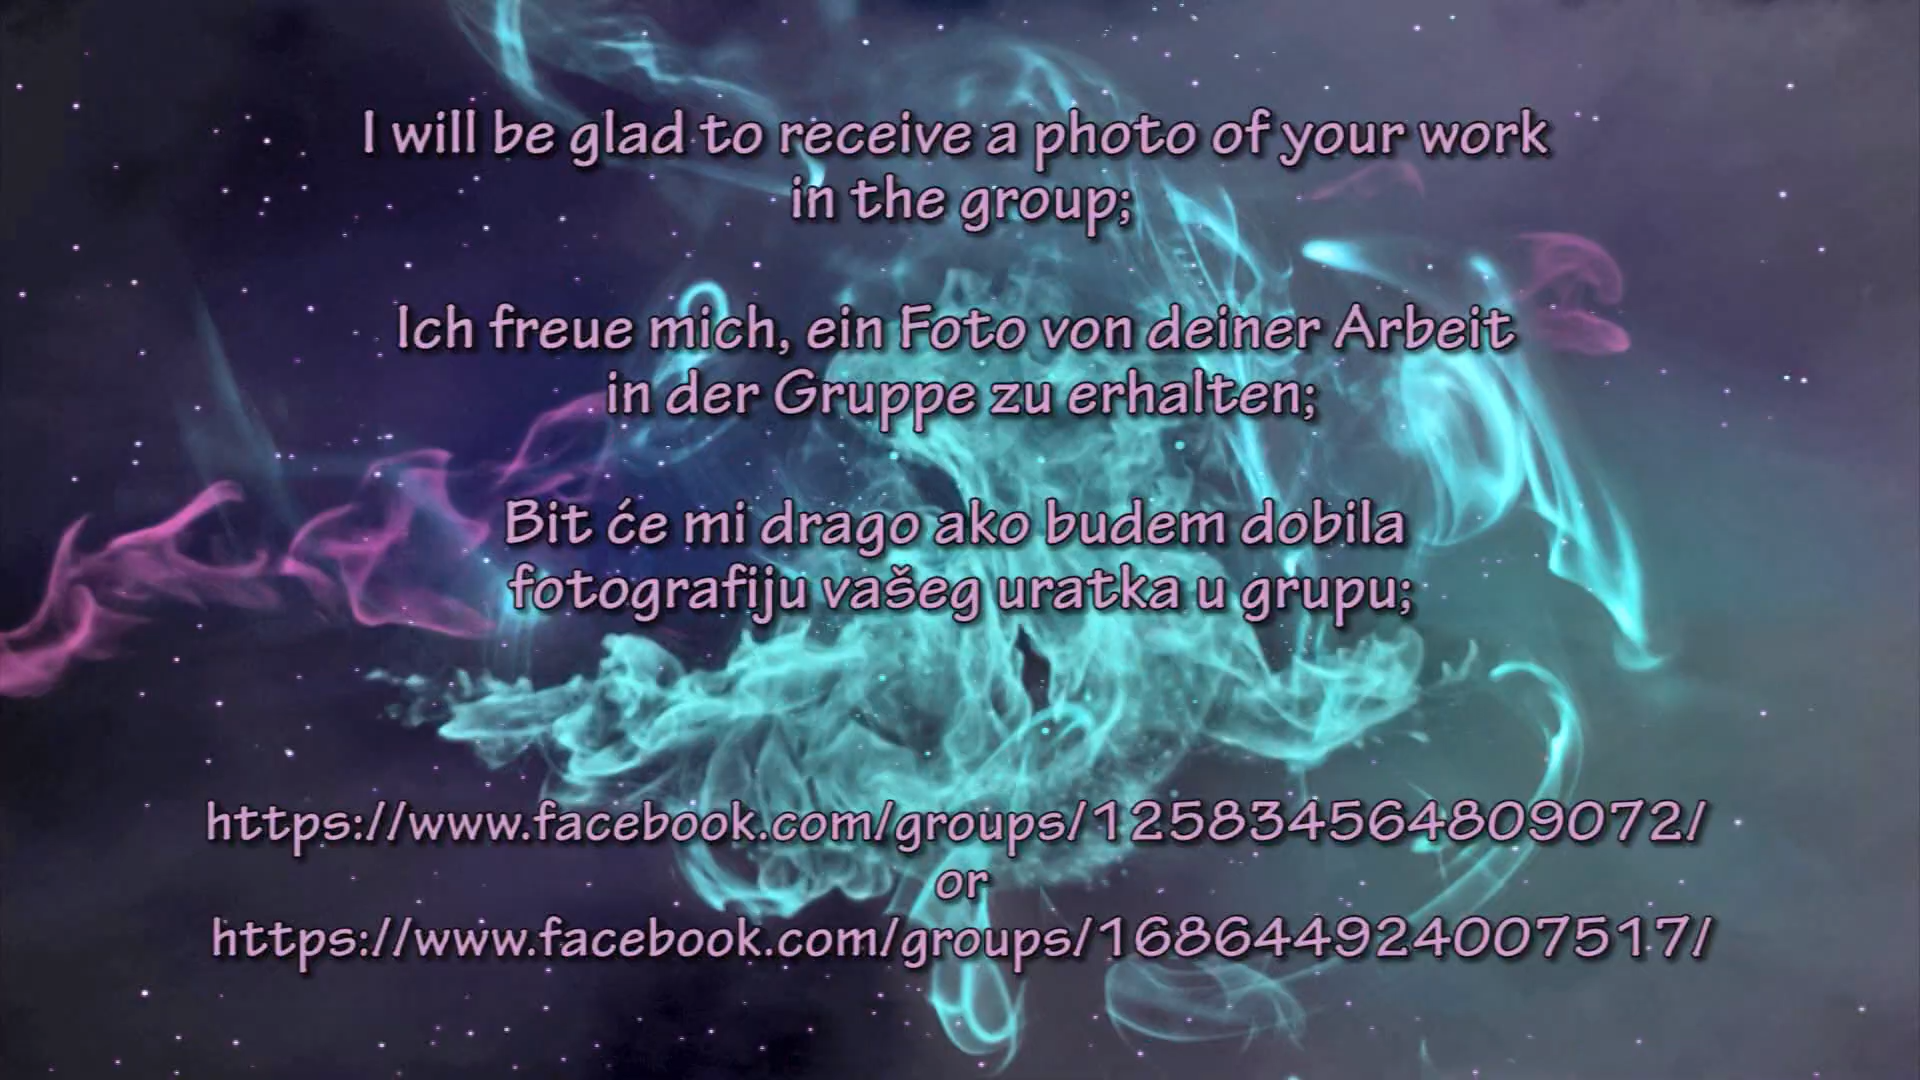 I will be glad to receive a photo of your work
in the group;
Ich freue mich, ein Foto von deiner Arbeit
in der Gruppe zu erhalten;
Bit će mi drago ako budem dobila
fotografiju vašeg uratka u grupu;
https://www.facebook.com/groups/125834564809072/
or
https://www.facebook.com/groups/168644924007517/